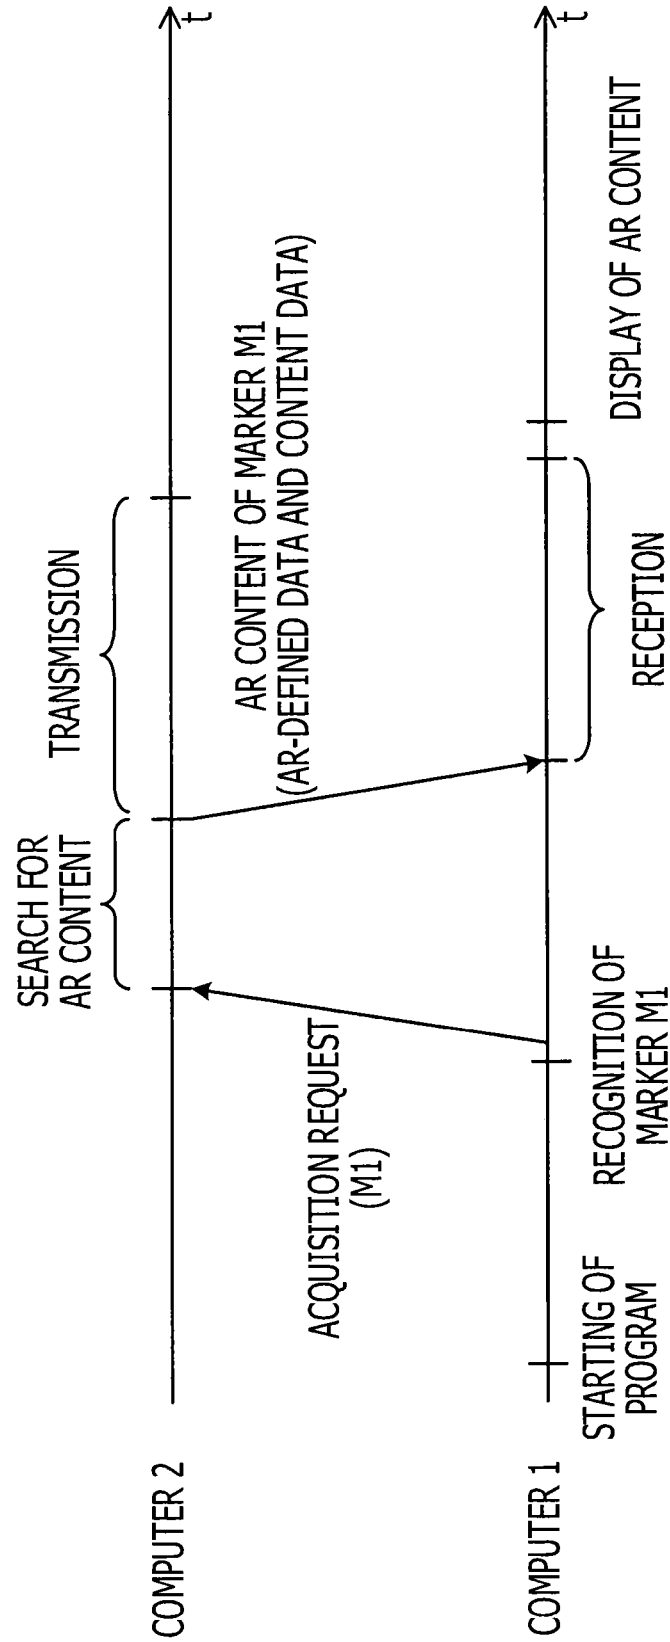 COMPUTER 2
SEARCH FOR
AR CONTENT
TRANSMISSION
t
ACQUISITION REQUEST
(M1)
AR CONTENT OF MARKER M1
(AR-DEFINED DATA AND CONTENT DATA)
COMPUTER 1
t
STARTING OF
PROGRAM
RECOGNITION OF
MARKER M1
RECEPTION
DISPLAY OF AR CONTENT